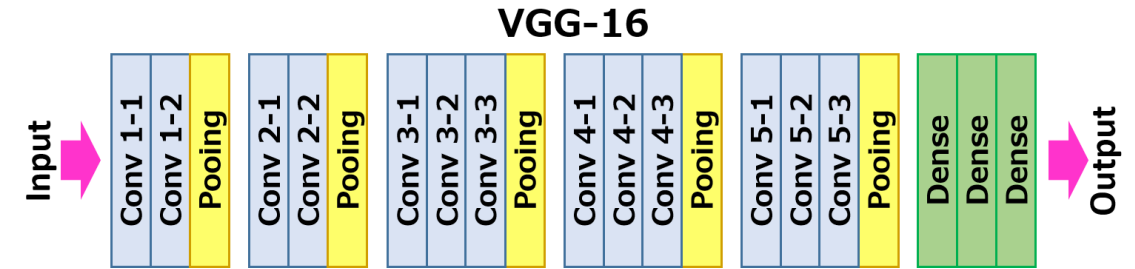 VGG-16
Input
Conv 1-1
Conv 1-2
Pooing
Conv 2-1
Conv 2-2
Pooing
Conv 3-1
Conv 3-2
Conv 3-3
Pooing
Conv 4-1
Conv 4-2
Conv 4-3
Pooing
Conv 5-1
Conv 5-2
Conv 5-3
Pooing
Dense
Dense
Dense
Output